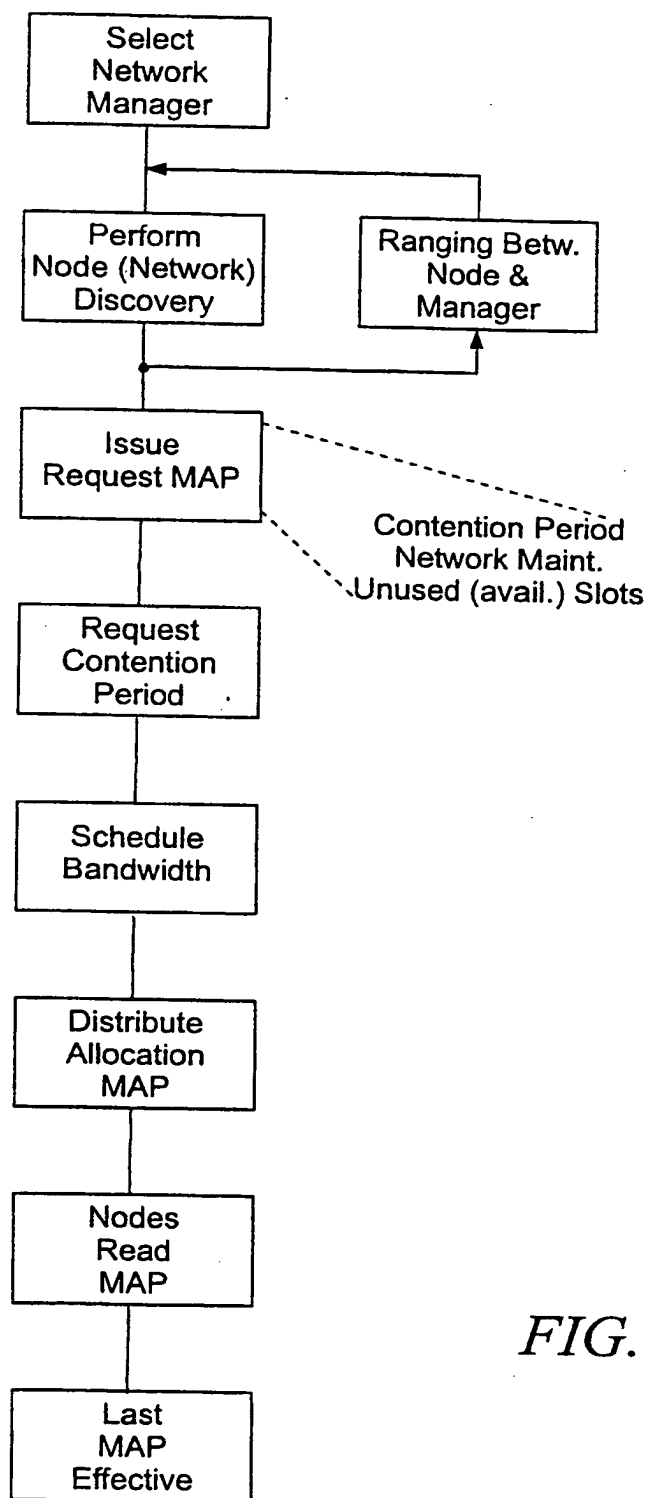 Select
Network
Manager
Perform
Node (Network)
Discovery
Ranging Betw.
Node &
Manager
Issue
Request MAP
Contention Period
Network Maint.
Unused (avail.) Slots
Request
Contention
Period
Schedule
Bandwidth
Distribute
Allocation
MAP
Nodes
Read
MAP
Last
MAP
Effective
FIG.